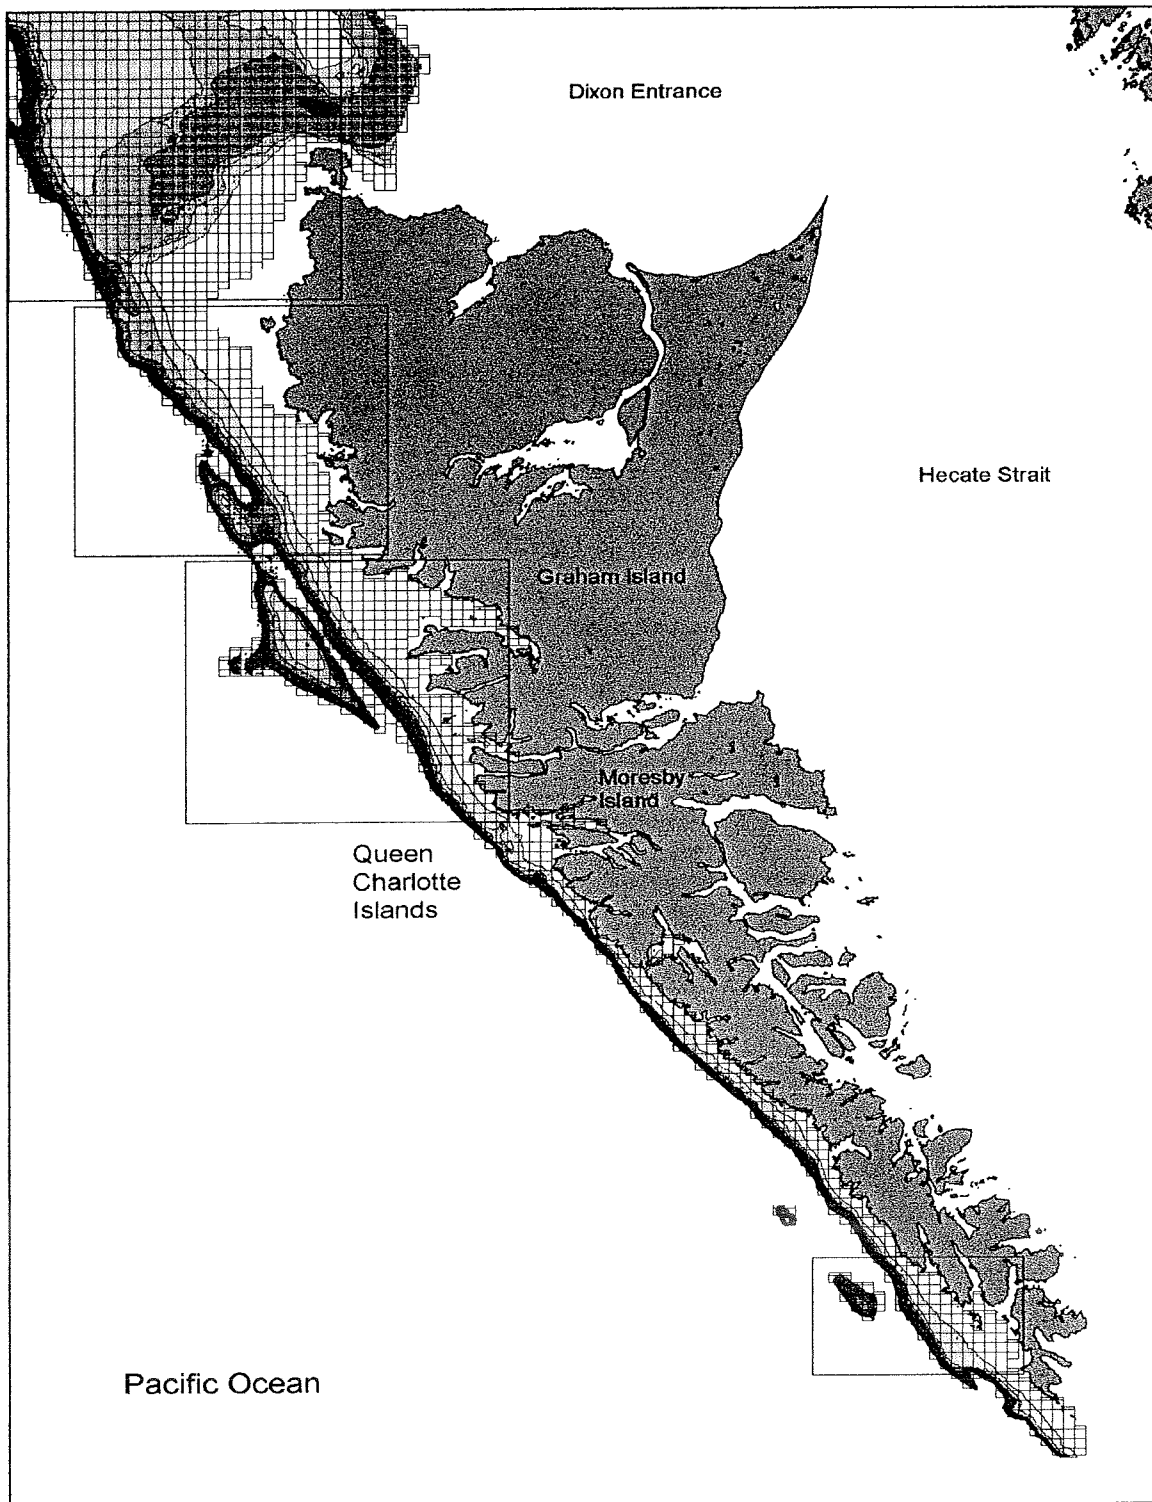 Dixon Entrance
Hecate Strait
Graham Island
Moresby
Island
Queen
Charlotte
Islands
Pacific Ocean